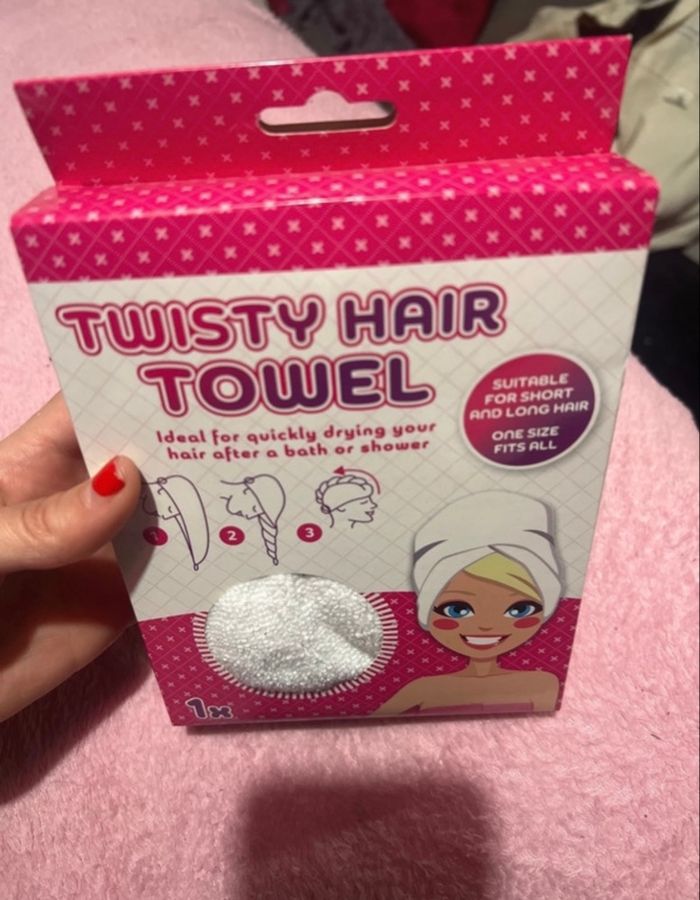 TWISTY HAIR
TOWEL
Ideal for quickly drying your
hair after a bath or shower
SUITABLE
FOR SHORT
AND LONG HAIR
ONE SIZE
FITS ALL
1 2 3
1x